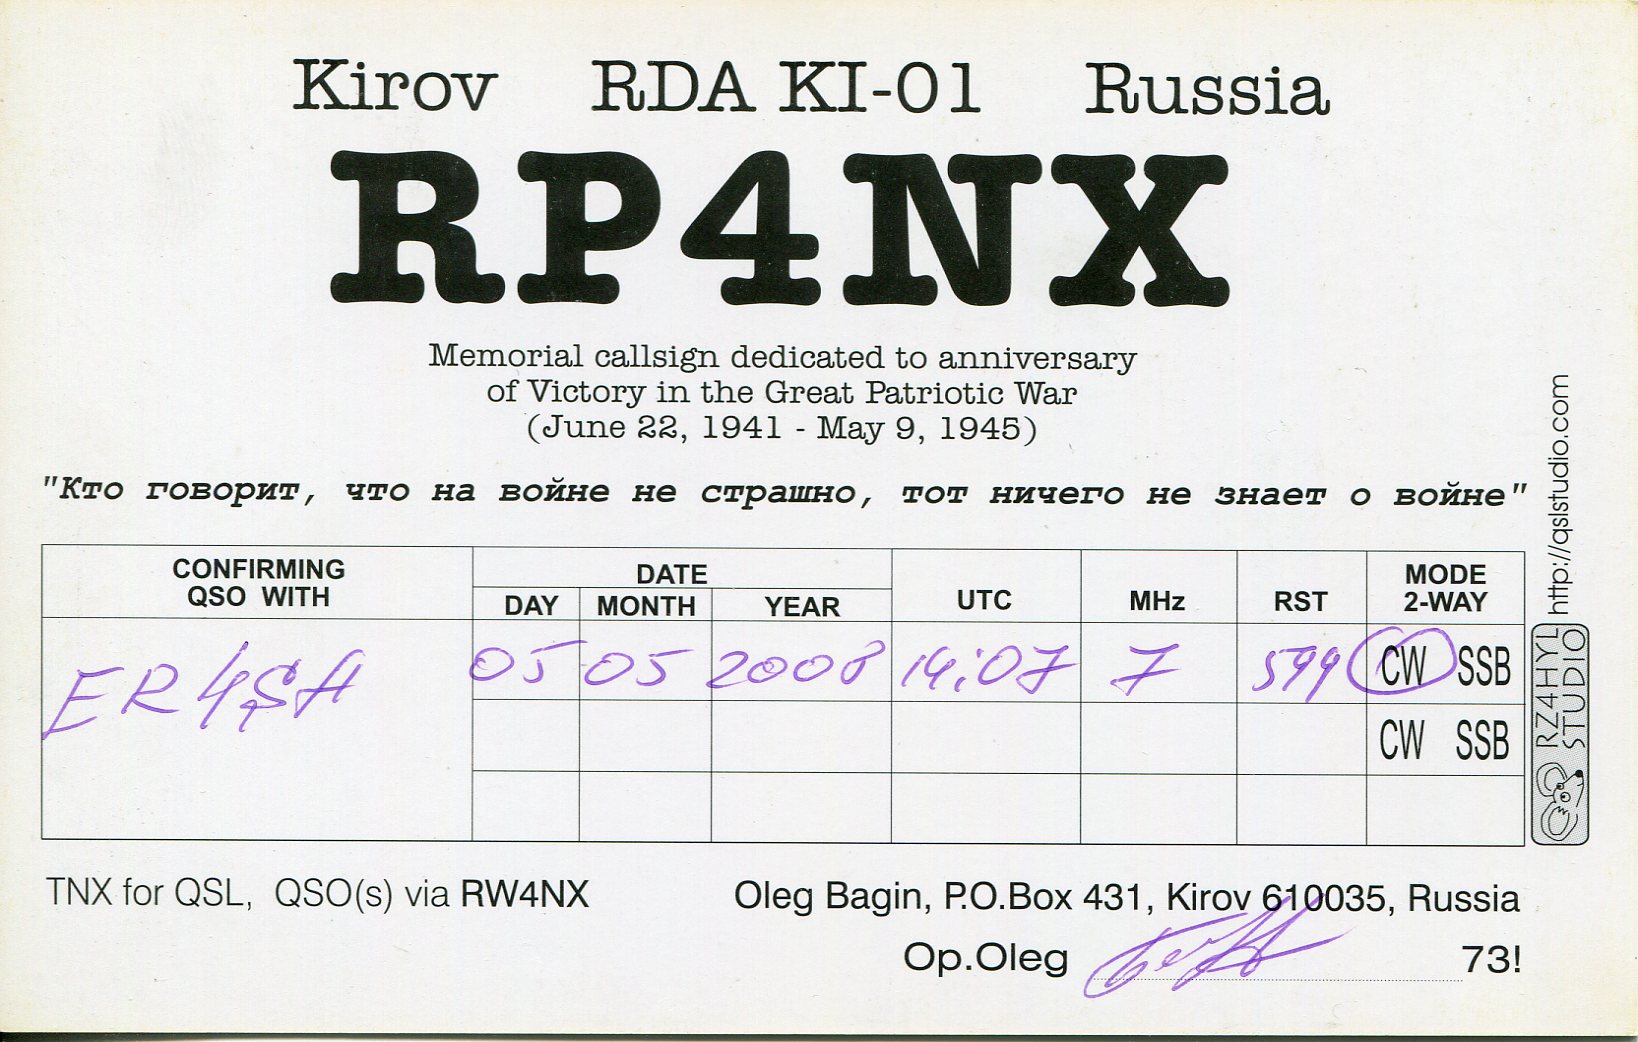 Kirov RDA KI-01 Russia
RP4NX
Memorial callsign dedicated to anniversary
of Victory in the Great Patriotic War
(June 22, 1941 - May 9, 1945)
"Кто говорит, что на войне не страшно, тот ничего не знает о войне"
CONFIRMING
QSO WITH
DATE
DAY MONTH YEAR
UTC
MHz
RST
MODE
2-WAY
ER4SA 05 05 2008 14:07 7 599 CW SSB
CW SSB
http://qslstudio.com
RZ4HYL
STUDIO
TNX for QSL, QSO(s) via RW4NX
Oleg Bagin, P.O.Box 431, Kirov 610035, Russia
Op.Oleg 73!